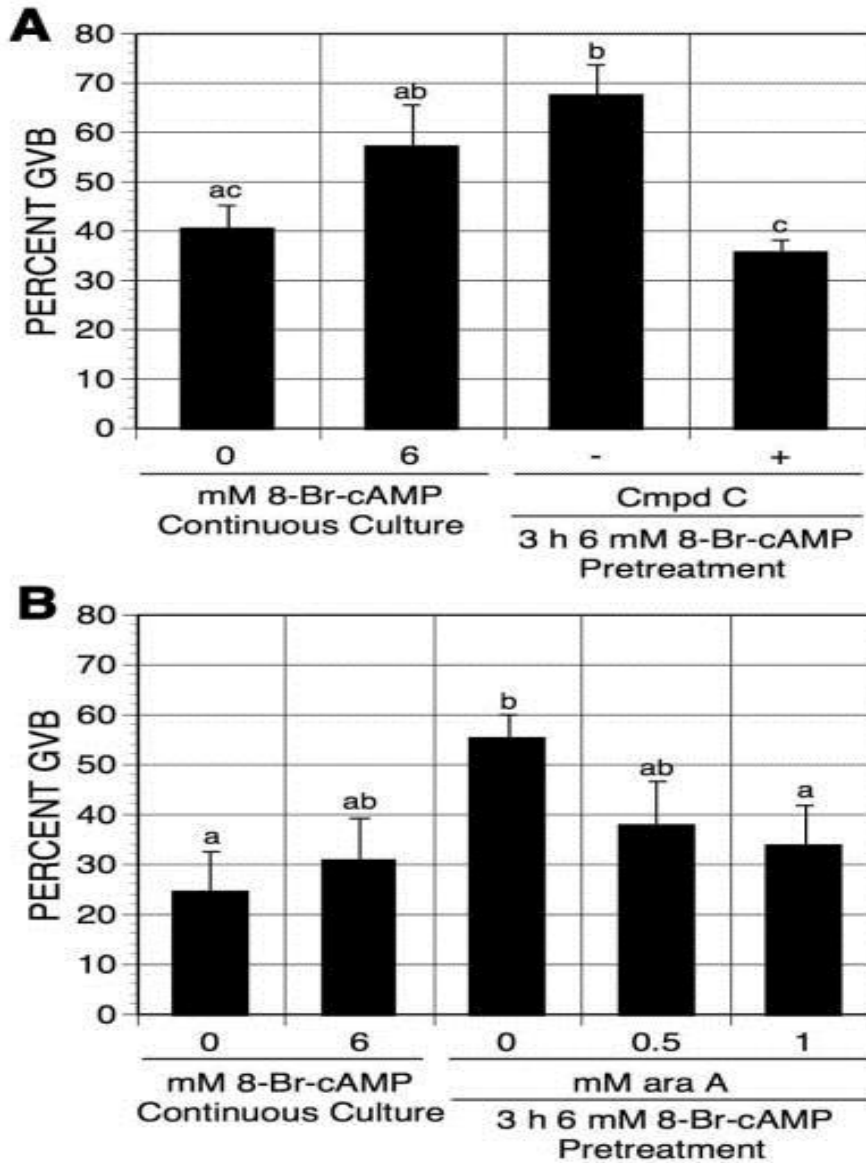 A
PERCENT GVB
80
70
60
50
40
30
20
10
0
ac
ab
b
c
0 6 - +
mM 8-Br-cAMP
Continuous Culture
Cmpd C
3 h 6 mM 8-Br-cAMP
Pretreatment
B
PERCENT GVB
80
70
60
50
40
30
20
10
0
a
ab
b
ab
a
0 6 0 0.5 1
mM 8-Br-cAMP
Continuous Culture
mM ara A
3 h 6 mM 8-Br-cAMP
Pretreatment